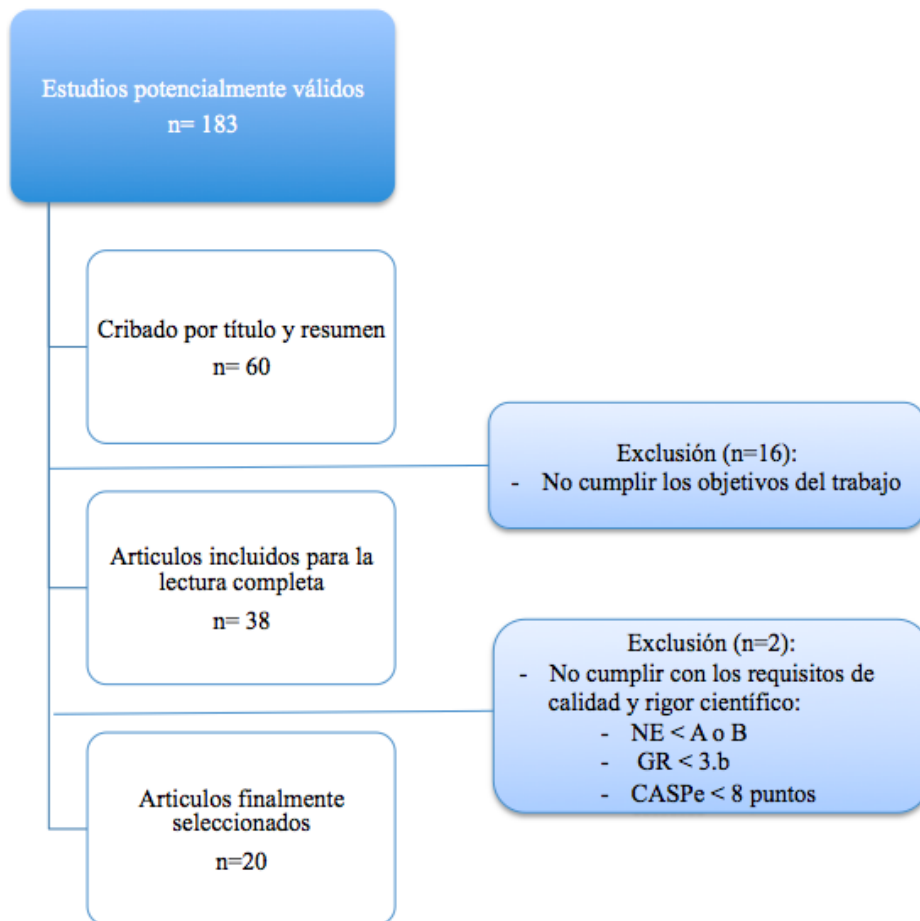 Estudios potencialmente válidos
n= 183
Cribado por título y resumen
n= 60
Exclusión (n=16):
- No cumplir los objetivos del trabajo
Articulos incluidos para la
lectura completa
n= 38
Exclusión (n=2):
- No cumplir con los requisitos de
calidad y rigor científico:
- NE < A o B
- GR < 3.b
- CASPe < 8 puntos
Articulos finalmente
seleccionados
n=20